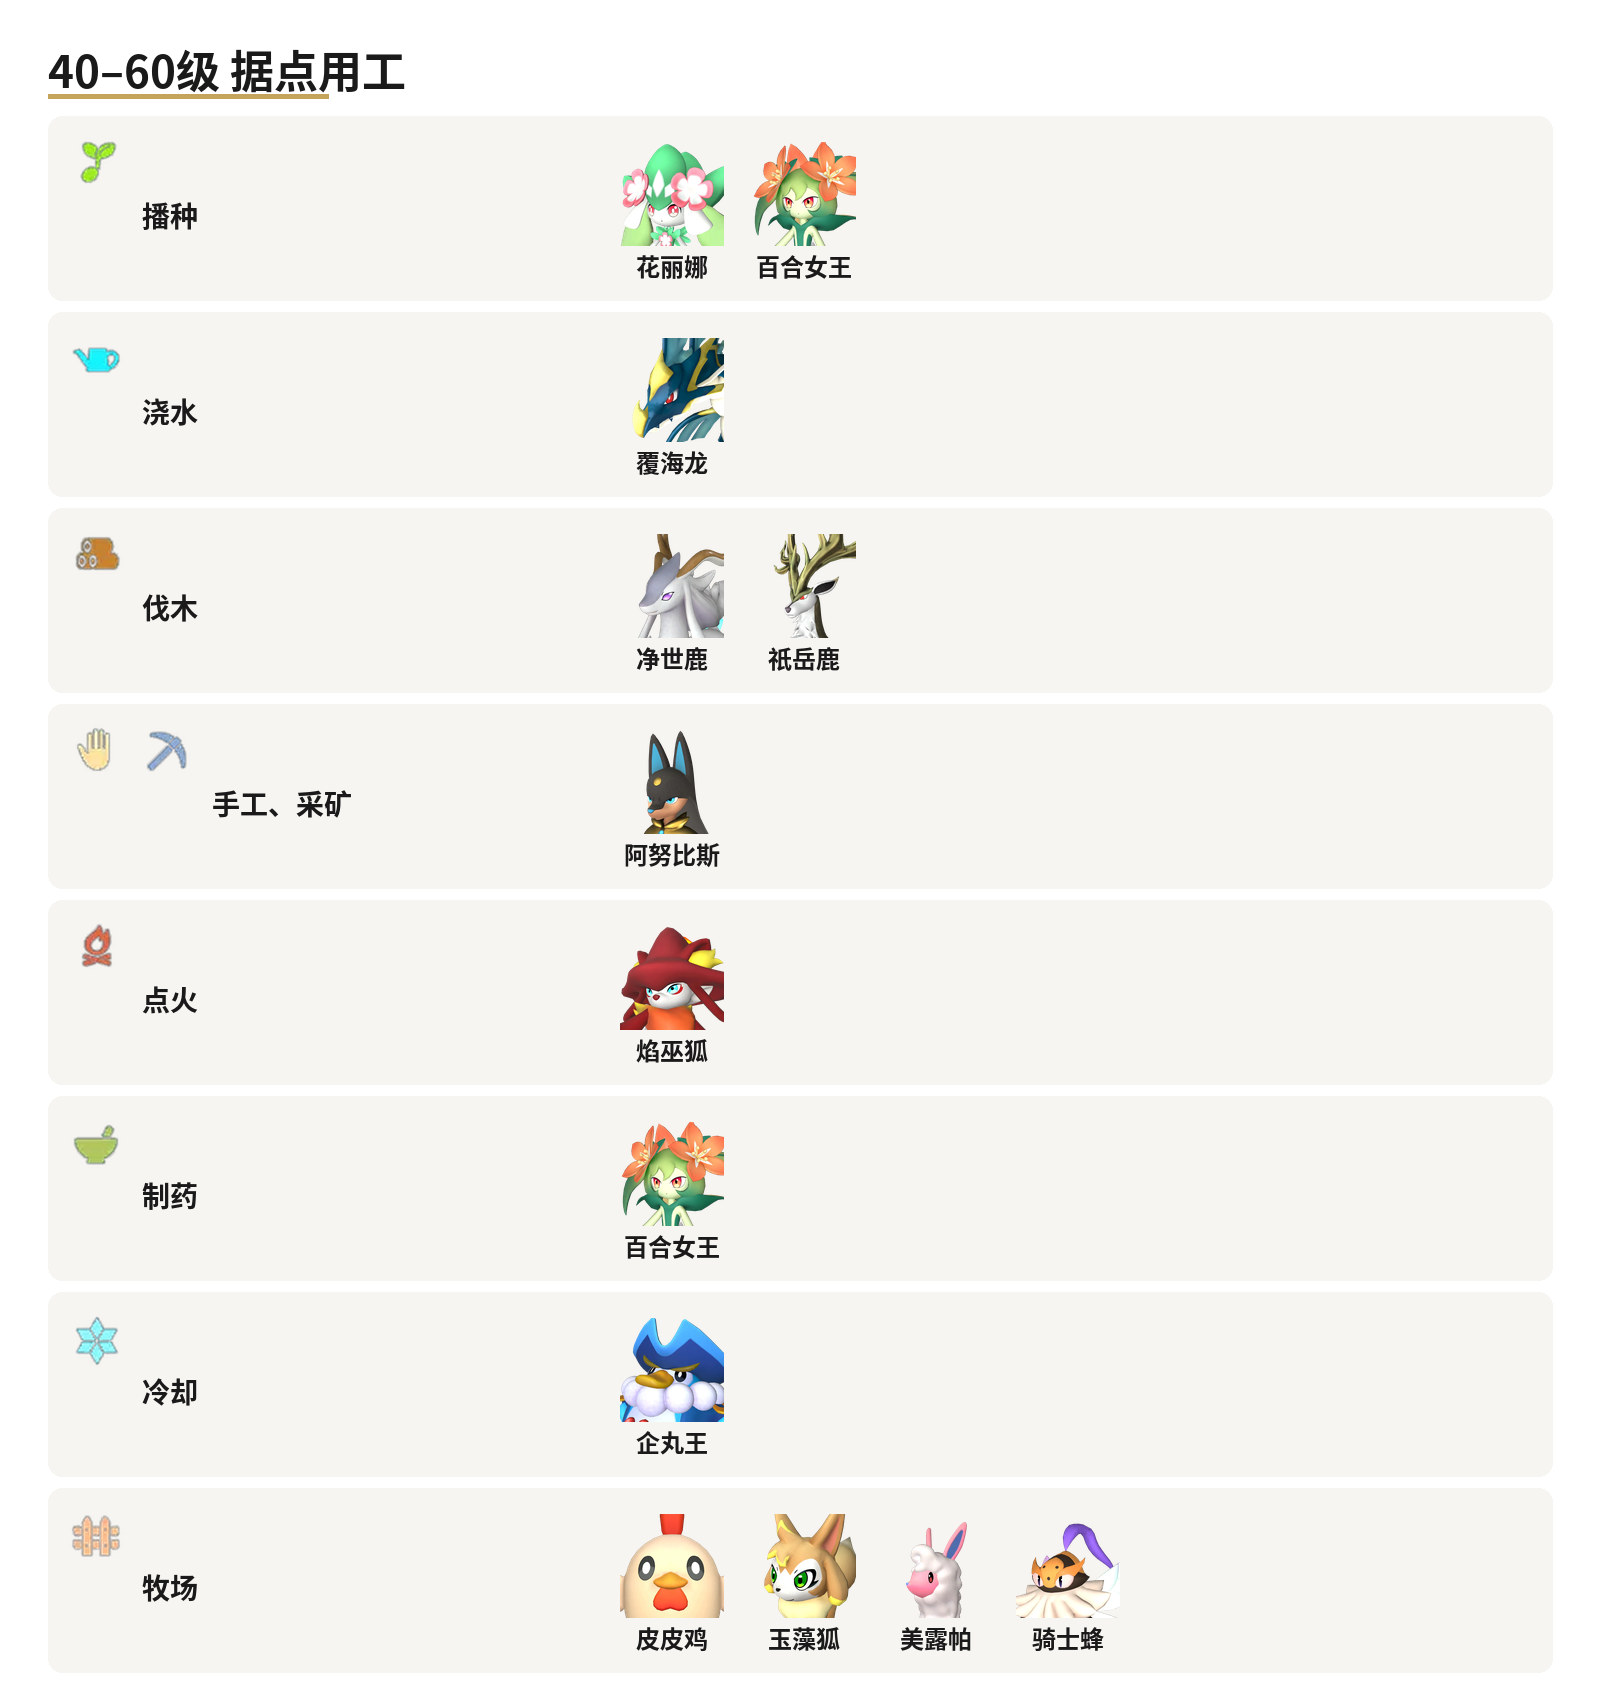 40–60级 据点用工
播种
花丽娜 百合女王
浇水
覆海龙
伐木
净世鹿 祇岳鹿
手工、采矿
阿努比斯
点火
焰巫狐
制药
百合女王
冷却
企丸王
牧场
皮皮鸡 玉藻狐 美露帕 骑士蜂